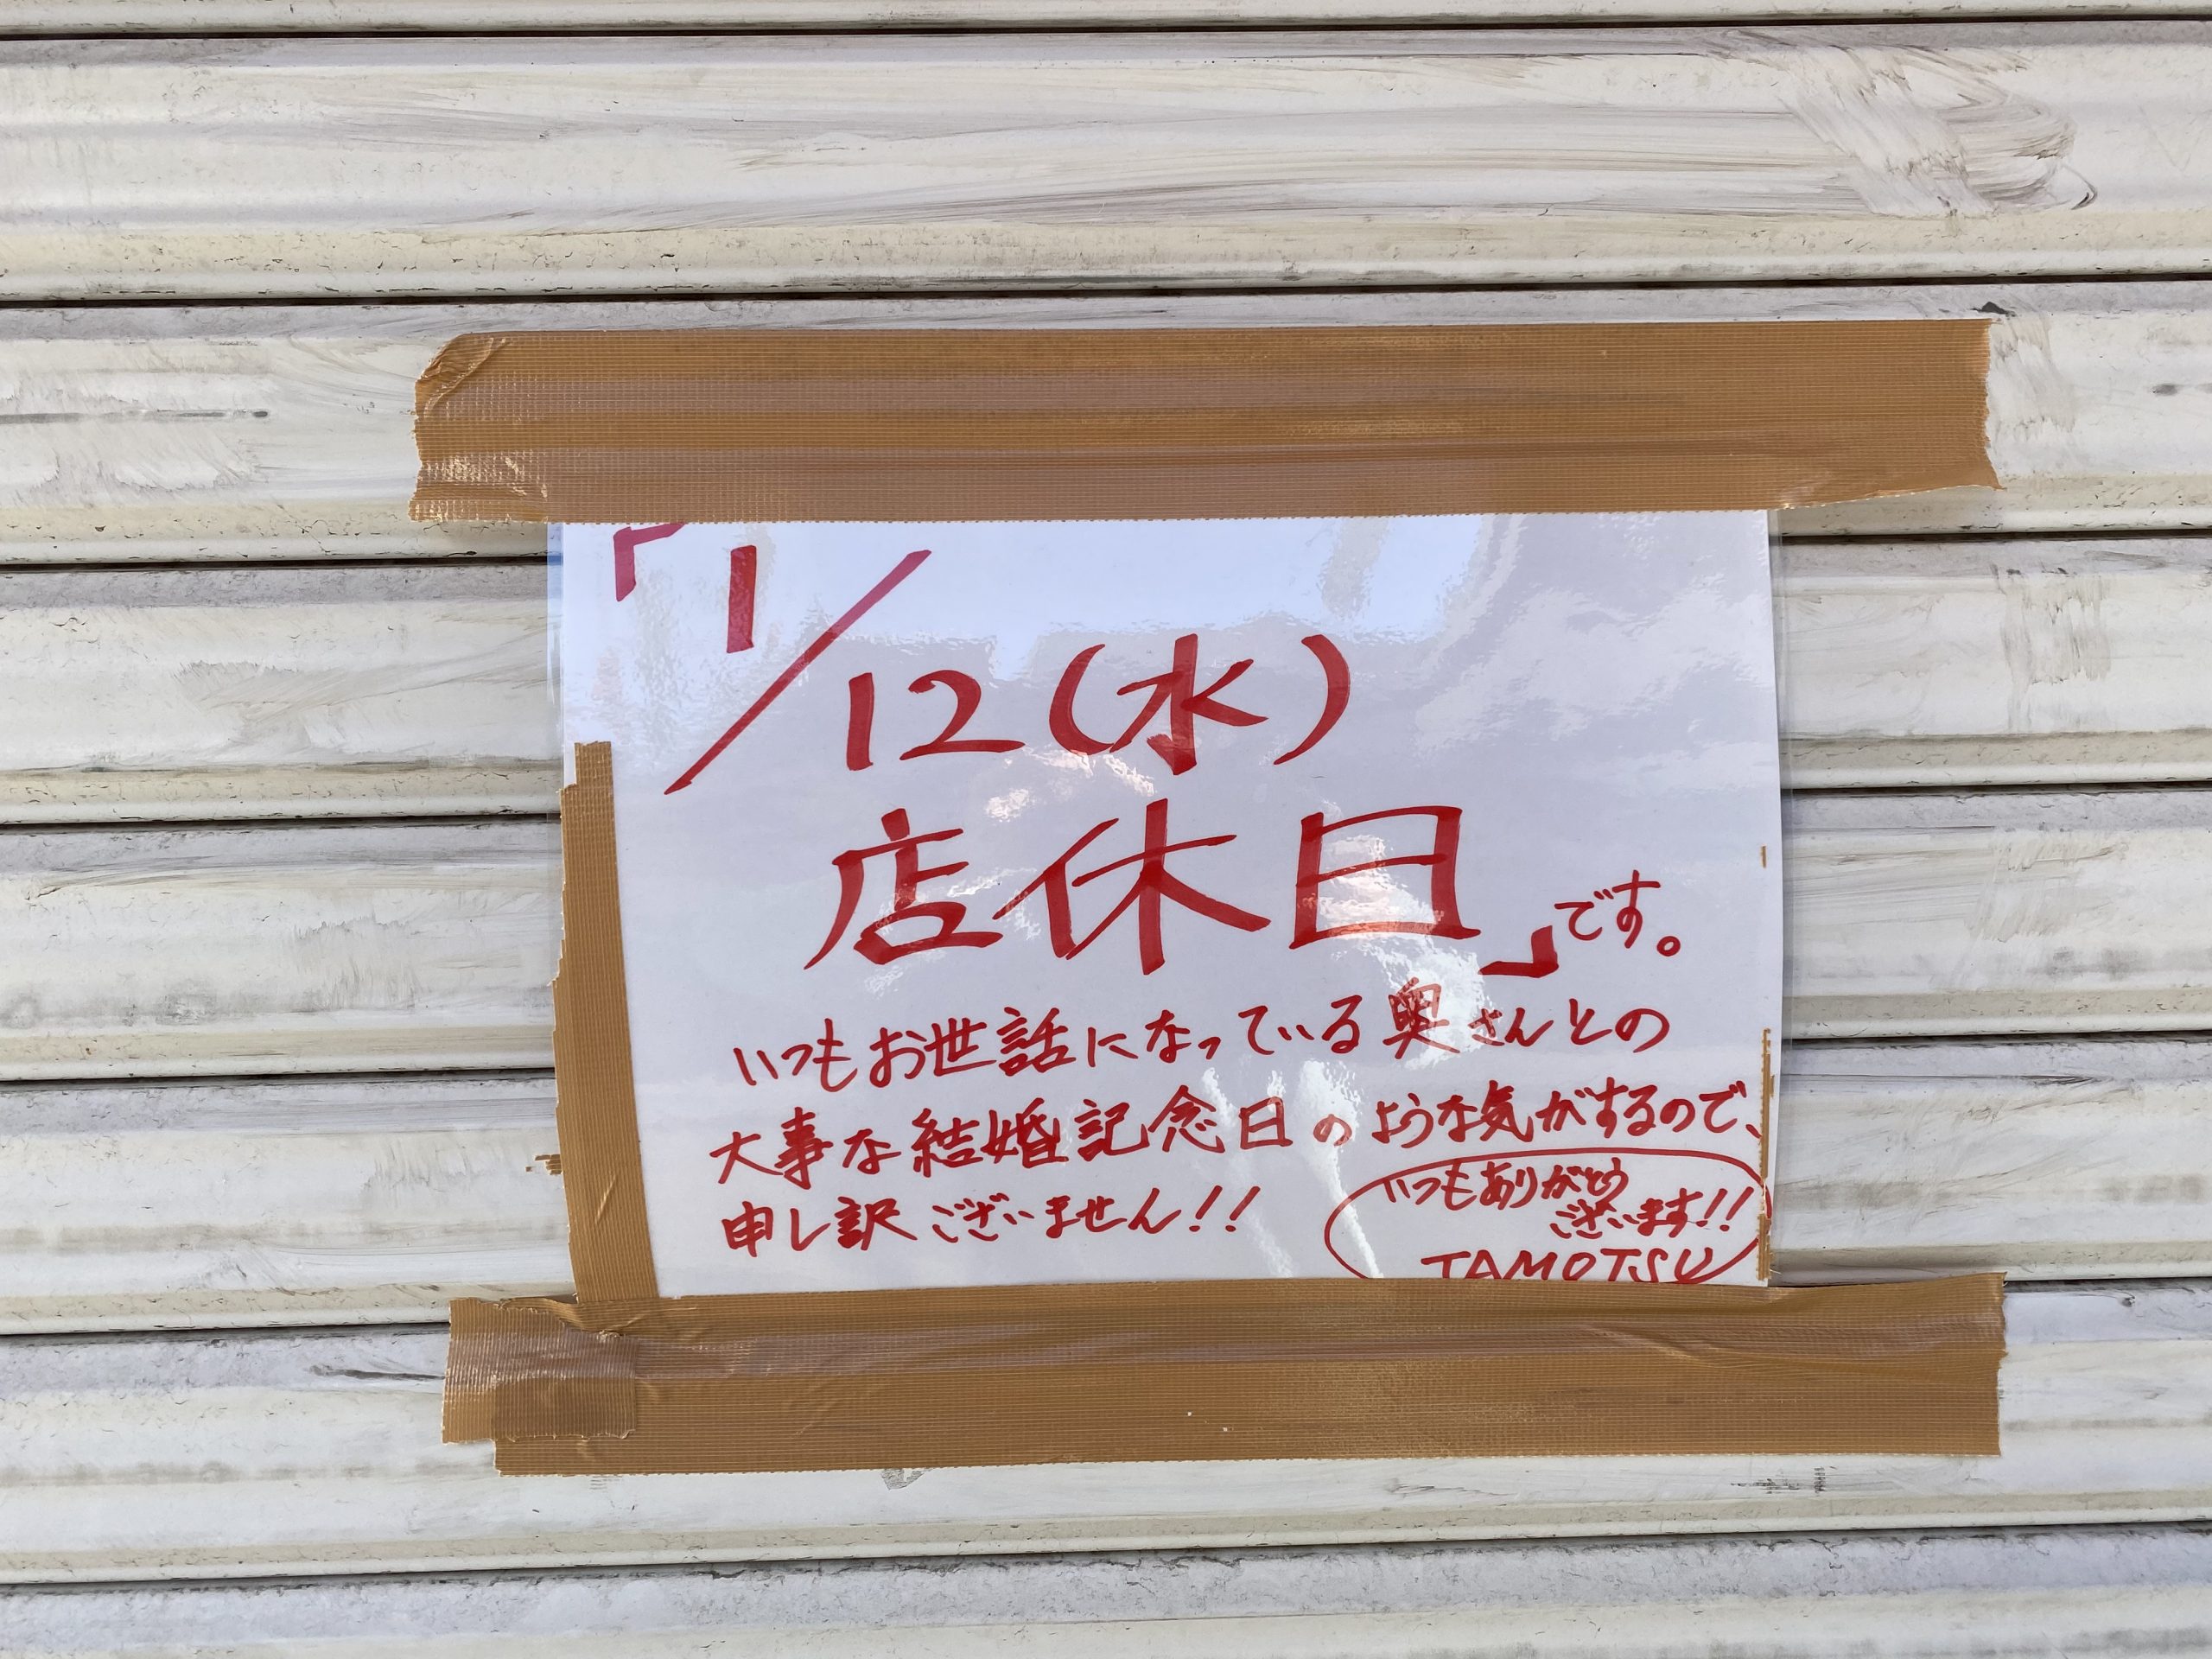 「1/12(水)
店休日」です。
いつもお世話になっている奥さんとの
大事な結婚記念日のような気がするので、
申し訳ございません!!
いつもありがとう
ございます!!
TAMOTSU